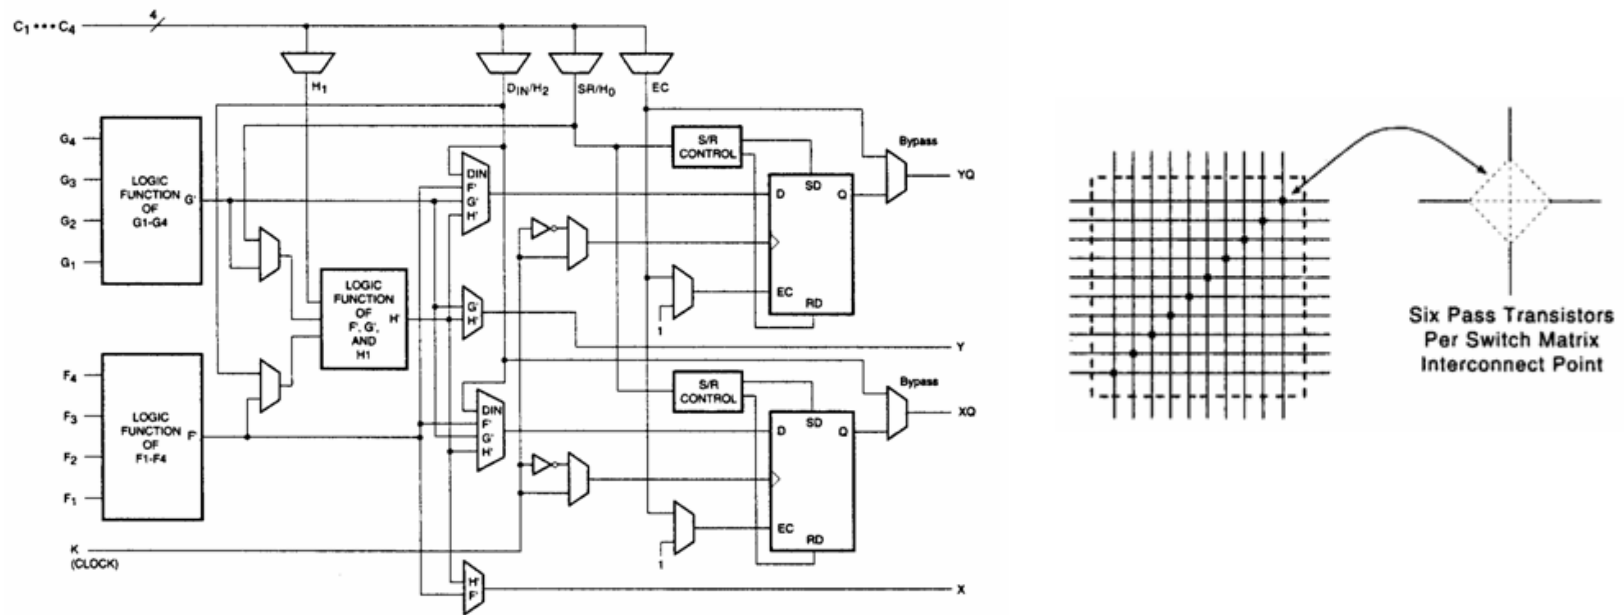 C₁ ••• C₄
4
H₁
D_IN/H₂
SR/H₀
EC
G₄
G₃
G₂
G₁
LOGIC
FUNCTION
OF
G1-G4
G'
F₄
F₃
F₂
F₁
LOGIC
FUNCTION
OF
F1-F4
F'
LOGIC
FUNCTION
OF
F', G',
AND
H1
H'
DIN
F'
G'
H'
G'
H'
DIN
F'
G'
H'
H'
F'
S/R
CONTROL
D
SD
Q
EC
RD
1
Bypass
YQ
Y
S/R
CONTROL
D
SD
Q
EC
RD
1
Bypass
XQ
X
K
(CLOCK)
Six Pass Transistors
Per Switch Matrix
Interconnect Point